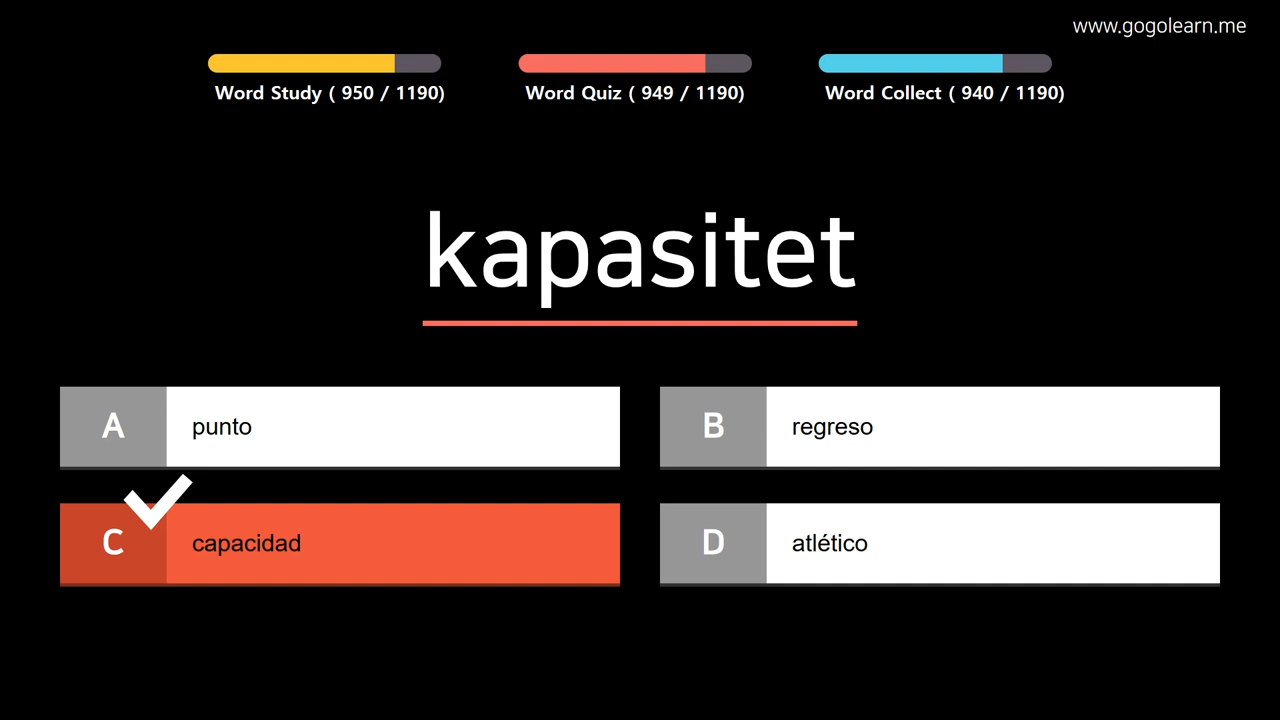 www.gogolearn.me
Word Study ( 950 / 1190)
Word Quiz ( 949 / 1190)
Word Collect ( 940 / 1190)
kapasitet
A punto
B regreso
C capacidad
D atlético